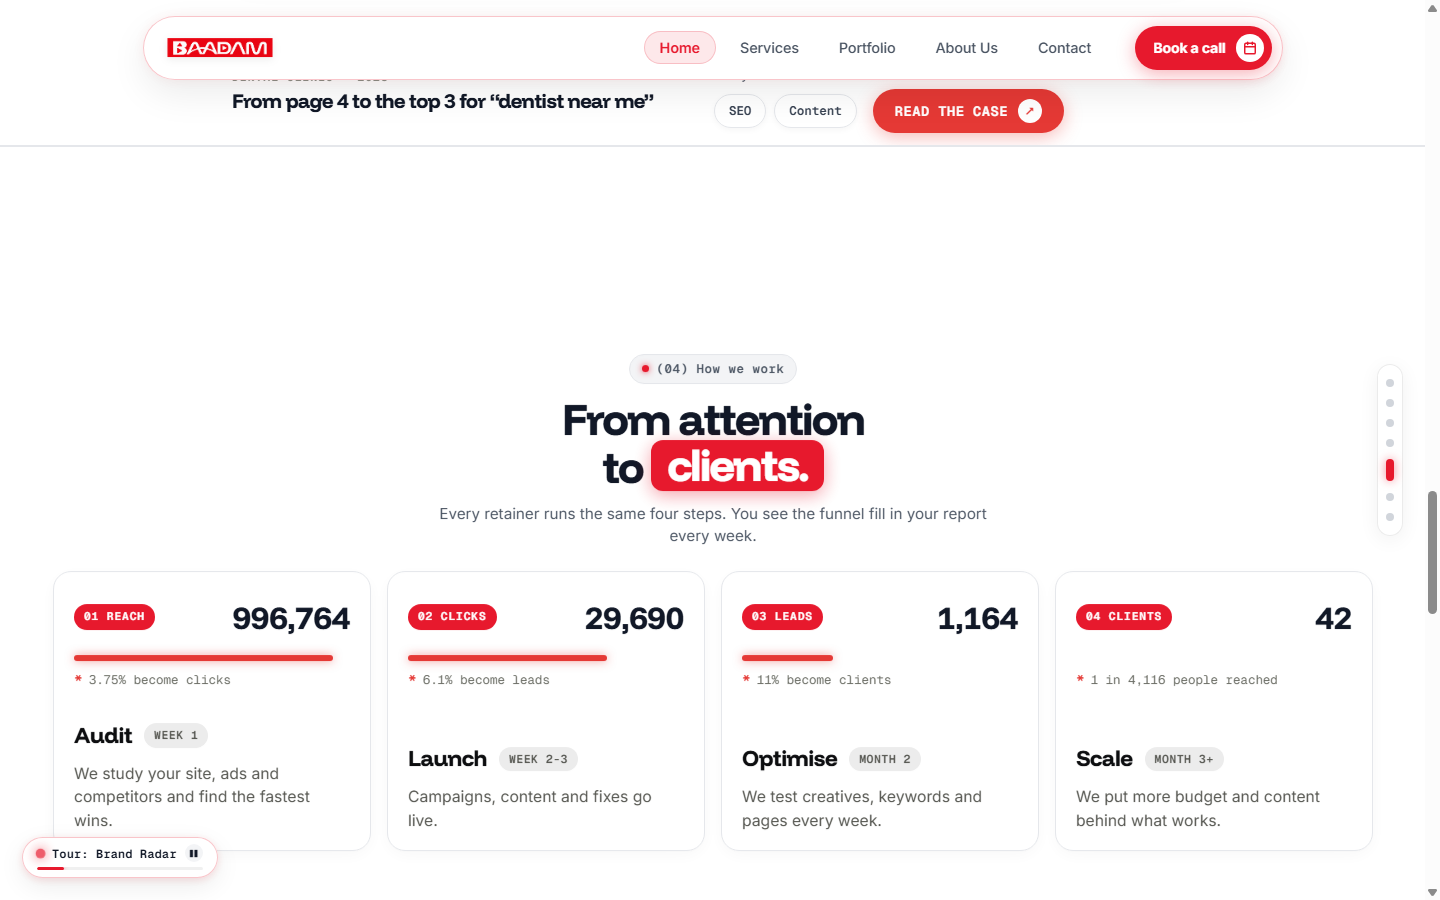 BAADAM
Home
Services
Portfolio
About Us
Contact
Book a call
From page 4 to the top 3 for “dentist near me”
SEO
Content
READ THE CASE ↗
(04) How we work
From attention
to clients.
Every retainer runs the same four steps. You see the funnel fill in your report
every week.
01 REACH
996,764
* 3.75% become clicks
Audit
WEEK 1
We study your site, ads and
competitors and find the fastest
wins.
02 CLICKS
29,690
* 6.1% become leads
Launch
WEEK 2-3
Campaigns, content and fixes go
live.
03 LEADS
1,164
* 11% become clients
Optimise
MONTH 2
We test creatives, keywords and
pages every week.
04 CLIENTS
42
* 1 in 4,116 people reached
Scale
MONTH 3+
We put more budget and content
behind what works.
Tour: Brand Radar